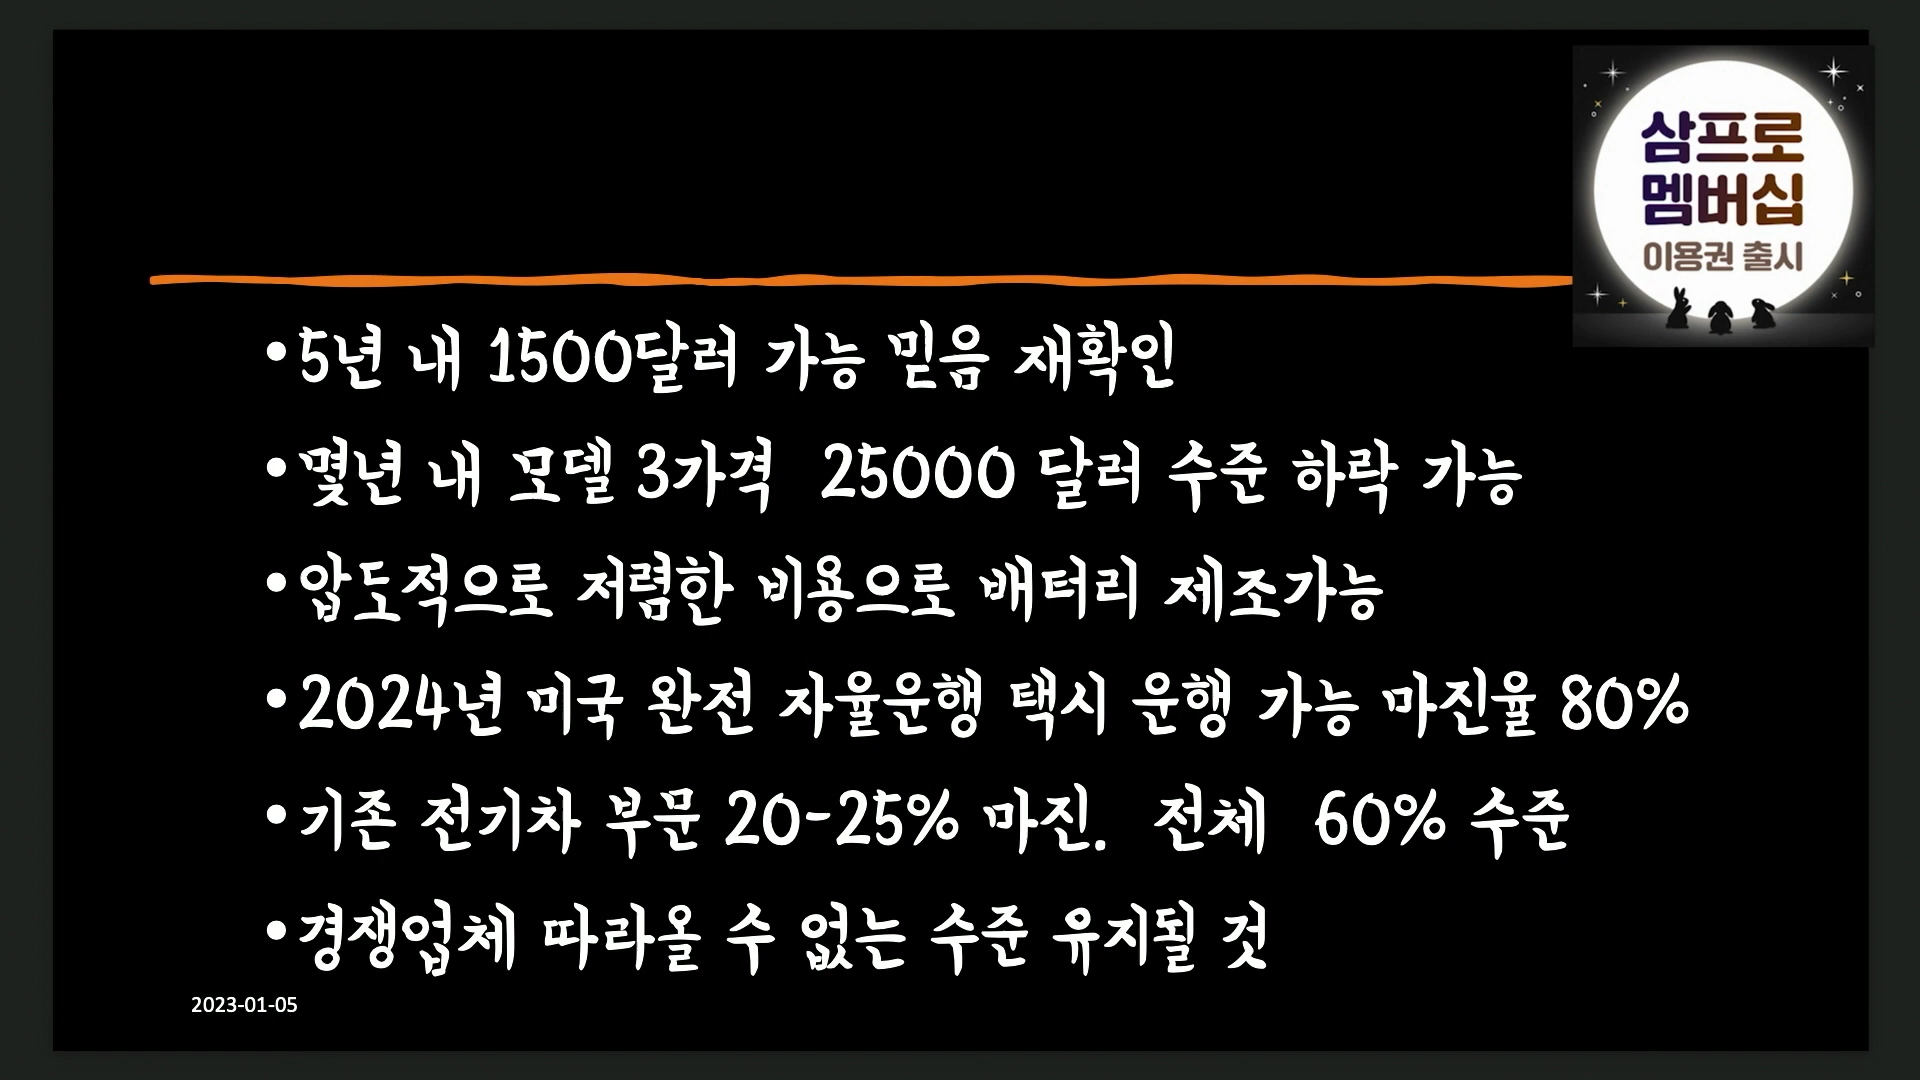 삼프로
멤버십
이용권 출시
•5년 내 1500달러 가능 믿음 재확인
•몇년 내 모델 3가격 25000 달러 수준 하락 가능
•압도적으로 저렴한 비용으로 배터리 제조가능
•2024년 미국 완전 자율운행 택시 운행 가능 마진율 80%
•기존 전기차 부문 20-25% 마진. 전체 60% 수준
•경쟁업체 따라올 수 없는 수준 유지될 것
2023-01-05